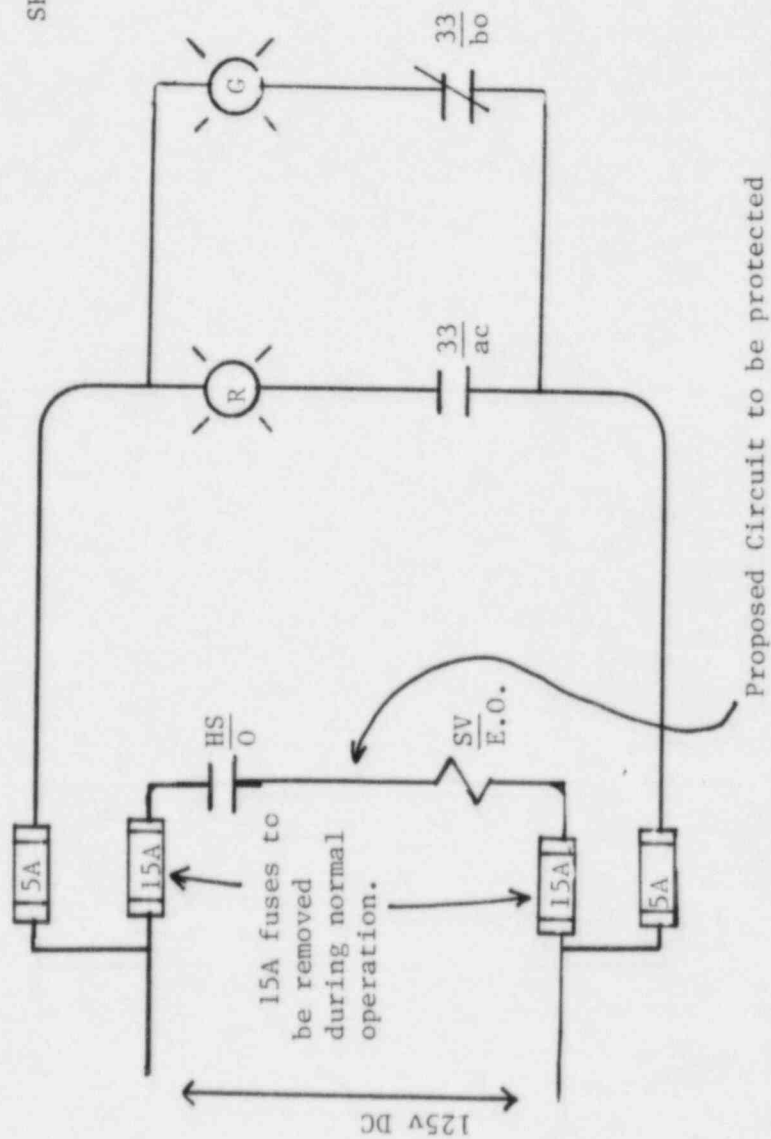 SE
G
33
bo
R
33
ac
HS
O
SV
E.O.
5A
15A
15A
5A
15A fuses to
be removed
during normal
operation.
125v DC
Proposed Circuit to be protected